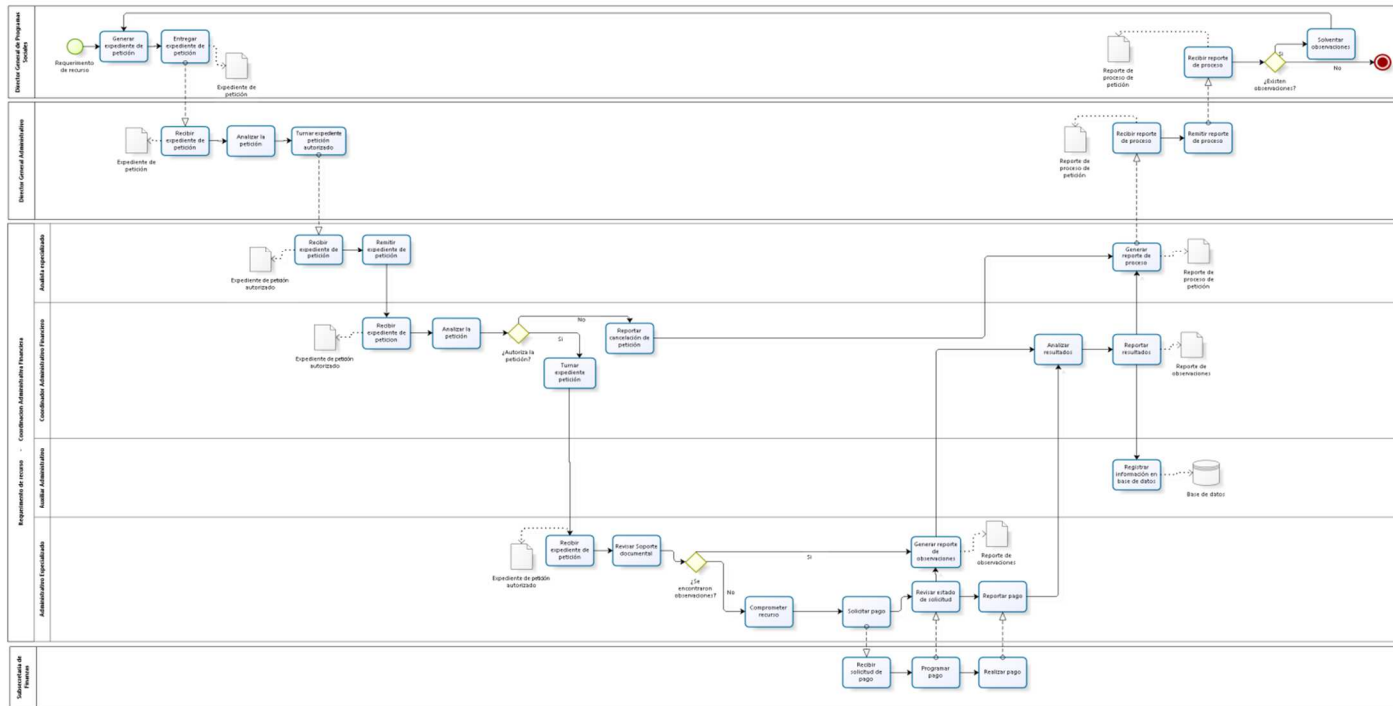 Director General de Programas
Sociales
Requerimiento
de recurso
Generar
expediente de
petición
Entregar
expediente de
petición
Expediente de
petición
Reporte de
proceso de
petición
Recibir reporte
de proceso
¿Existen
observaciones?
Si
No
Solventar
observaciones
Director General Administrativo
Expediente de
petición
Recibir
expediente de
petición
Analizar la
petición
Turnar expediente
petición
autorizado
Reporte de
proceso de
petición
Recibir reporte
de proceso
Remitir reporte
de proceso
Requerimiento de recurso - Coordinacion Administrativa Financiera
Analista especializado
Expediente de petición
autorizado
Recibir
expediente de
petición
Remitir
expediente de
petición
Generar
reporte de
proceso
Reporte de
proceso de
petición
Coordinador Administrativo Financiero
Expediente de petición
autorizado
Recibir
expediente de
peticion
Analizar la
petición
¿Autoriza la
petición?
No
Si
Reportar
cancelación de
petición
Turnar
expediente
petición
Analizar
resultados
Reportar
resultados
Reporte de
observaciones
Auxiliar Administrativo
Registrar
información en
base de datos
Base de datos
Administrativo Especializado
Expediente de petición
autorizado
Recibir
expediente de
petición
Revisar Soporte
documental
¿Se
encontraron
observaciones?
Si
No
Comprometer
recurso
Solicitar pago
Generar reporte
de
observaciones
Reporte de
observaciones
Revisar estado
de solicitud
Reportar pago
Subsecretaría de
Finanzas
Recibir
solicitud de
pago
Programar
pago
Realizar pago